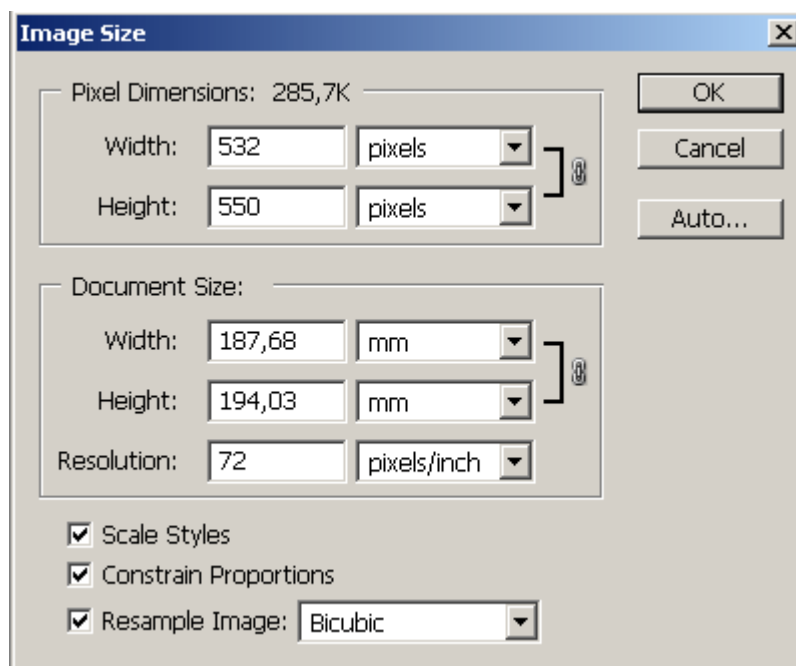 Image Size
Pixel Dimensions: 285,7K
OK
Width: 532 pixels
Cancel
Height: 550 pixels
Auto...
Document Size:
Width: 187,68 mm
Height: 194,03 mm
Resolution: 72 pixels/inch
Scale Styles
Constrain Proportions
Resample Image: Bicubic